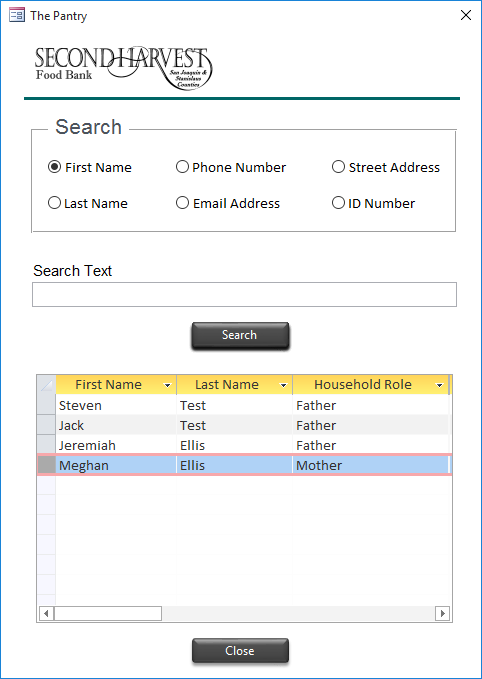 The Pantry
SECOND HARVEST
Food Bank
San Joaquin &
Stanislaus
Counties
Search
First Name Phone Number Street Address
Last Name Email Address ID Number
Search Text
Search
First Name Last Name Household Role
Steven Test Father
Jack Test Father
Jeremiah Ellis Father
Meghan Ellis Mother
Close